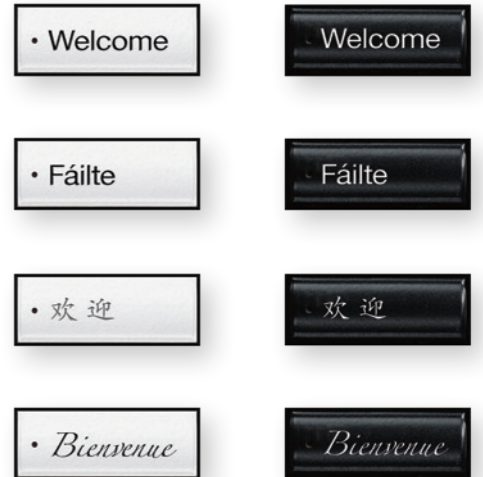 • Welcome
Welcome
• Fáilte
Fáilte
• 欢迎
欢迎
• Bienvenue
Bienvenue